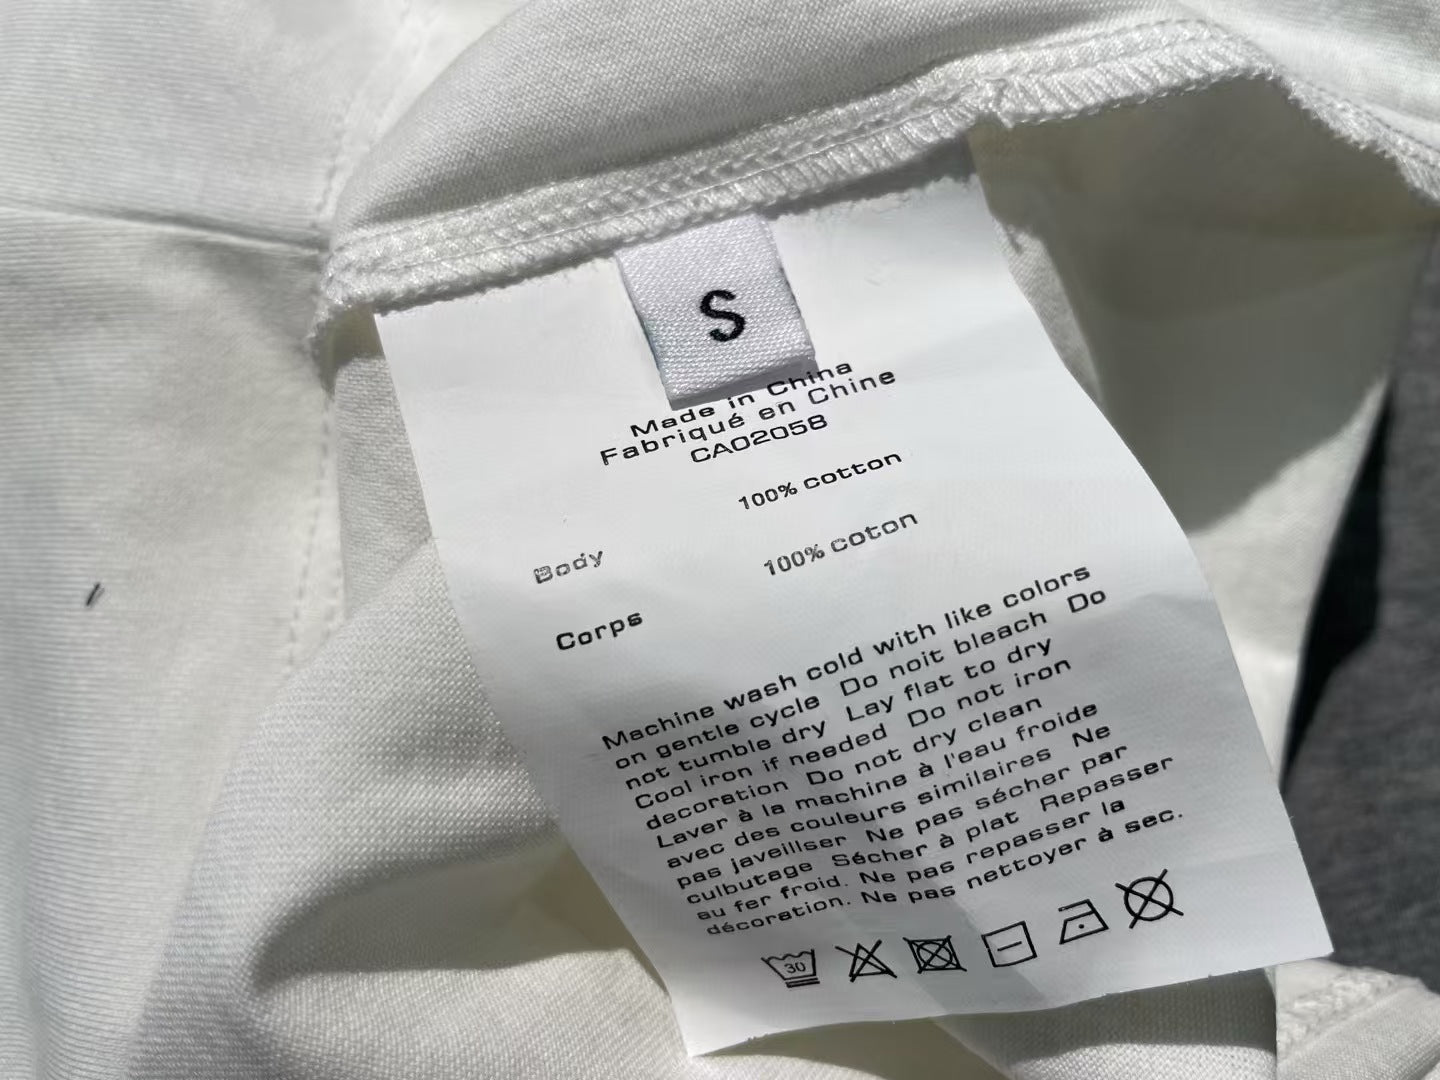 S
Made in China
Fabriqué en Chine
CA02058
100% cotton
Body
100% coton
Corps
Machine wash cold with like colors
on gentle cycle Do noit bleach Do
not tumble dry Lay flat to dry
Cool iron if needed Do not iron
decoration Do not dry clean
Laver à la machine à l'eau froide
avec des couleurs similaires Ne
pas javeillser Ne pas sécher par
culbutage Sécher à plat Repasser
au fer froid. Ne pas repasser la
décoration. Ne pas nettoyer à sec.
30